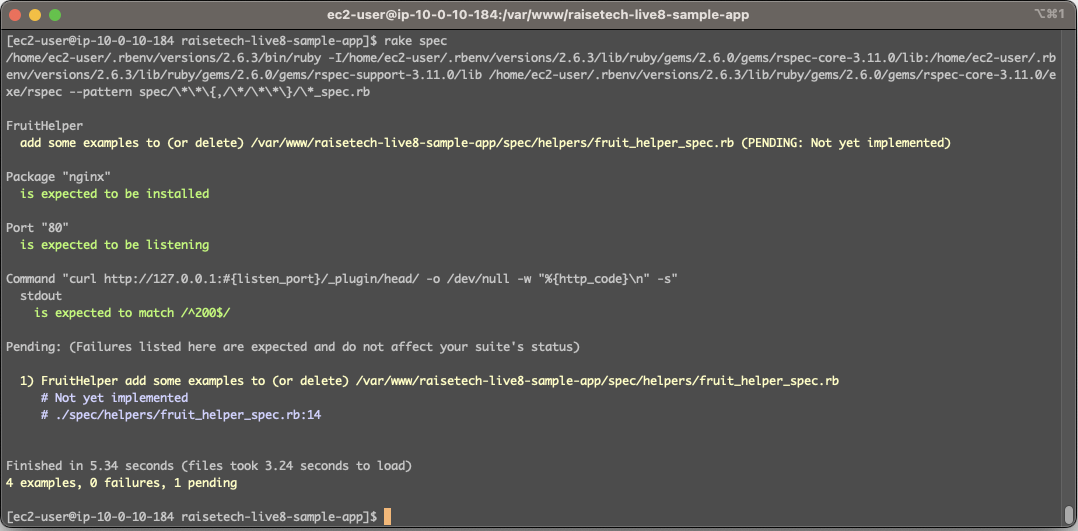 ec2-user@ip-10-0-10-184:/var/www/raisetech-live8-sample-app
⌥⌘1
[ec2-user@ip-10-0-10-184 raisetech-live8-sample-app]$ rake spec
/home/ec2-user/.rbenv/versions/2.6.3/bin/ruby -I/home/ec2-user/.rbenv/versions/2.6.3/lib/ruby/gems/2.6.0/gems/rspec-core-3.11.0/lib:/home/ec2-user/.rb
env/versions/2.6.3/lib/ruby/gems/2.6.0/gems/rspec-support-3.11.0/lib /home/ec2-user/.rbenv/versions/2.6.3/lib/ruby/gems/2.6.0/gems/rspec-core-3.11.0/e
xe/rspec --pattern spec/\*\*\{,/\*/\*\*\}/\*_spec.rb
FruitHelper
add some examples to (or delete) /var/www/raisetech-live8-sample-app/spec/helpers/fruit_helper_spec.rb (PENDING: Not yet implemented)
Package "nginx"
is expected to be installed
Port "80"
is expected to be listening
Command "curl http://127.0.0.1:#{listen_port}/_plugin/head/ -o /dev/null -w "%{http_code}\n" -s"
stdout
is expected to match /^200$/
Pending: (Failures listed here are expected and do not affect your suite's status)
1) FruitHelper add some examples to (or delete) /var/www/raisetech-live8-sample-app/spec/helpers/fruit_helper_spec.rb
# Not yet implemented
# ./spec/helpers/fruit_helper_spec.rb:14
Finished in 5.34 seconds (files took 3.24 seconds to load)
4 examples, 0 failures, 1 pending
[ec2-user@ip-10-0-10-184 raisetech-live8-sample-app]$